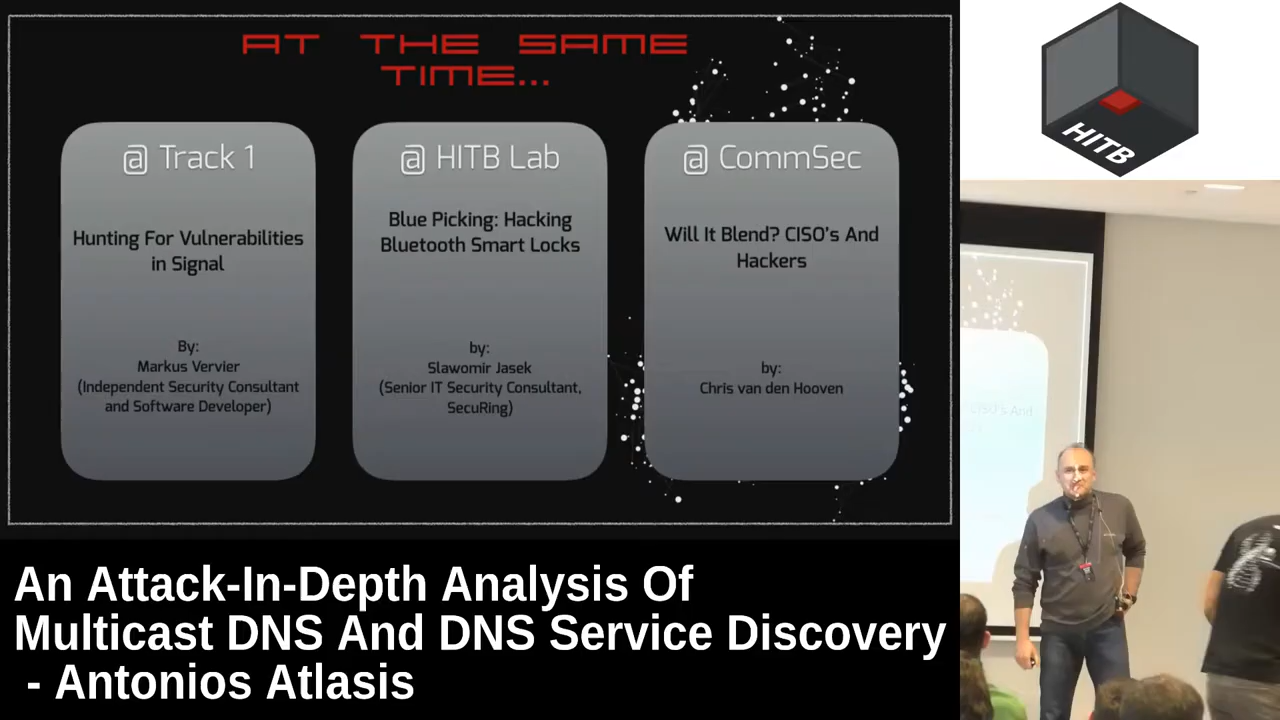 AT THE SAME
TIME...
@ Track 1
Hunting For Vulnerabilities
in Signal
By:
Markus Vervier
(Independent Security Consultant
and Software Developer)
@ HITB Lab
Blue Picking: Hacking
Bluetooth Smart Locks
by:
Slawomir Jasek
(Senior IT Security Consultant,
SecuRing)
@ CommSec
Will It Blend? CISO's And
Hackers
by:
Chris van den Hooven
HITB
CISO's And
An Attack-In-Depth Analysis Of
Multicast DNS And DNS Service Discovery
- Antonios Atlasis